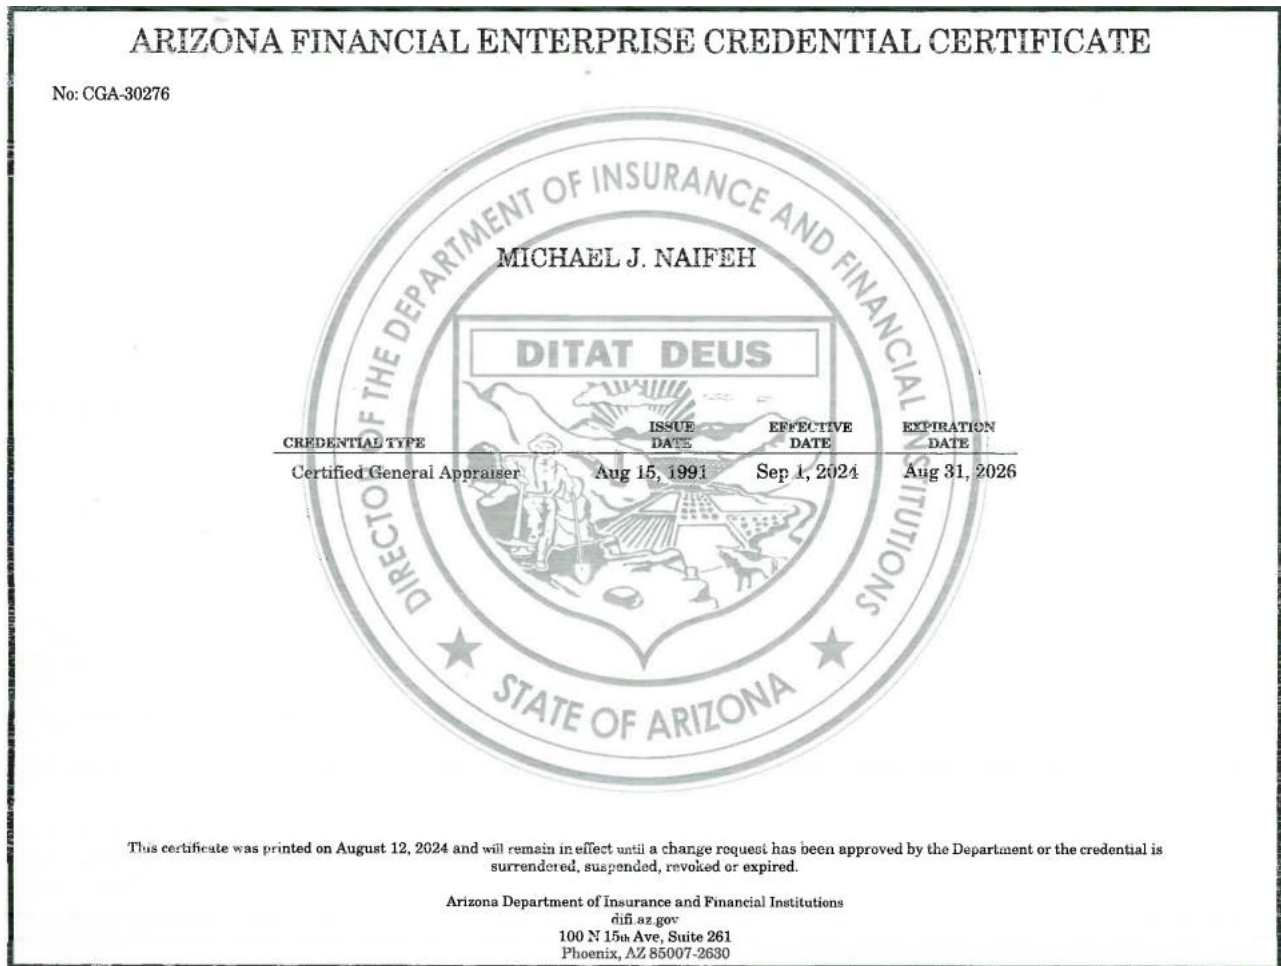 ARIZONA FINANCIAL ENTERPRISE CREDENTIAL CERTIFICATE
No: CGA-30276
DIRECTOR OF THE DEPARTMENT OF INSURANCE AND FINANCIAL INSTITUTIONS
MICHAEL J. NAIFEH
DITAT DEUS
CREDENTIAL TYPE ISSUE DATE EFFECTIVE DATE EXPIRATION DATE
Certified General Appraiser Aug 15, 1991 Sep 1, 2024 Aug 31, 2026
STATE OF ARIZONA
This certificate was printed on August 12, 2024 and will remain in effect until a change request has been approved by the Department or the credential is
surrendered, suspended, revoked or expired.
Arizona Department of Insurance and Financial Institutions
difi.az.gov
100 N 15th Ave, Suite 261
Phoenix, AZ 85007-2630